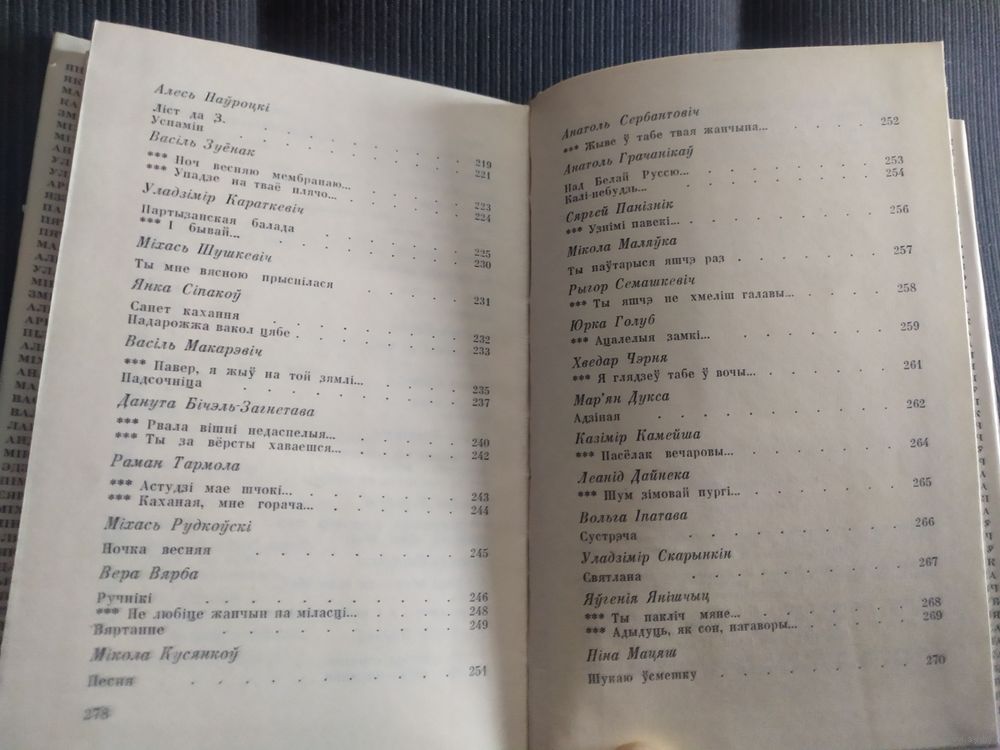 Алесь Паўроцкі
Ліст да З. . . . . . 219
Успамін . . . . . . 221
Васіль Зуёнак
*** Ноч весняю мембранаю... . . . . . 223
*** Упадзе на тваё плячо... . . . . . 224
Уладзімір Караткевіч
Партызанская балада . . . . . 225
*** І бывай... . . . . . 230
Міхась Шушкевіч
Ты мне вясною прыснілася . . . . . 231
Янка Сіпакоў
Санет кахання . . . . . 232
Падарожжа вакол цябе . . . . . 233
Васіль Макарэвіч
*** Павер, я жыў на той зямлі... . . . . . 235
Падсочніца . . . . . 237
Данута Бічэль-Загнетава
*** Рвала вішні недаспелыя... . . . . . 240
*** Ты за вёрсты хаваешся... . . . . . 242
Раман Тармола
*** Астудзі мае шчокі... . . . . . 243
*** Каханая, мне горача... . . . . . 244
Міхась Рудкоўскі
Ночка весняя . . . . . 245
Вера Вярба
Ручнікі . . . . . 246
*** Не любіце жанчын па міласці... . . . . . 248
Вяртанне . . . . . 249
Мікола Кусянкоў
Песня . . . . . 251
278
Анатоль Сербантовіч
*** Жыве ў табе твая жанчына... . . . . . 252
Анатоль Грачанікаў
Над Белай Руссю... . . . . . 253
Калі-небудзь... . . . . . 254
Сяргей Панізнік
*** Узнімі павекі... . . . . . 256
Мікола Маляўка
Ты паўтарыся яшчэ раз . . . . . 257
Рыгор Семашкевіч
*** Ты яшчэ не хмеліш галавы... . . . . . 258
Юрка Голуб
*** Ацалелыя замкі... . . . . . 259
Хведар Чэрня
*** Я глядзеў табе ў вочы... . . . . . 261
Мар'ян Дукса
Адзіная . . . . . 262
Казімір Камейша
*** Пасёлак вечаровы... . . . . . 264
Леанід Дайнека
*** Шум зімовай пургі... . . . . . 265
Вольга Іпатава
Сустрэча . . . . . 266
Уладзімір Скарынкін
Святлана . . . . . 267
Яўгенія Янішчыц
*** Ты пакліч мяне... . . . . . 268
*** Адыдуць, як сон, нагаворы... . . . . . 269
Ніна Мацяш
Шукаю ўсмешку . . . . . 270